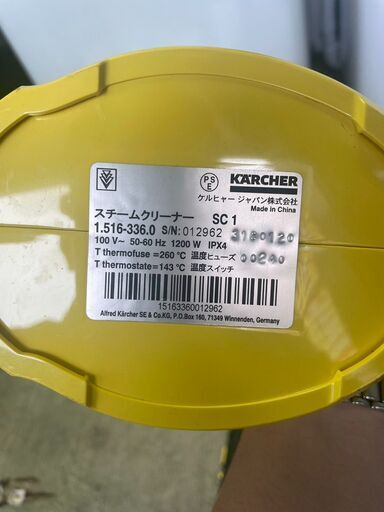 PSE
KÄRCHER
ケルヒャー ジャパン株式会社
Made in China
スチームクリーナー SC 1
1.516-336.0 S/N: 012962 3180120
100 V~ 50-60 Hz 1200 W IPX4
T thermofuse =260 ℃ 温度ヒューズ 00240
T thermostate=143 ℃ 温度スイッチ
15163360012962
Alfred Kärcher SE & Co.KG, P.O.Box 160, 71349 Winnenden, Germany